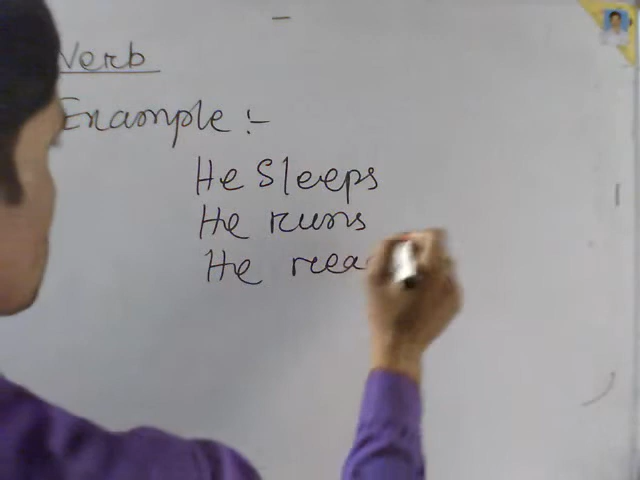 Verb
Example :-
He Sleeps
He runs
He rea